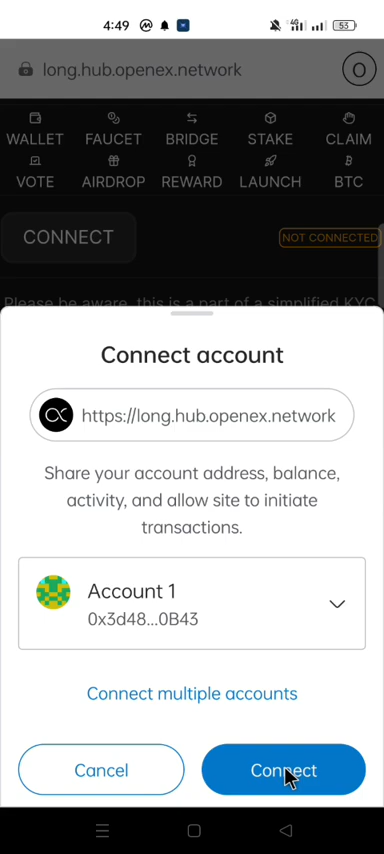 4:49 4G 53
long.hub.openex.network O
WALLET FAUCET BRIDGE STAKE CLAIM
VOTE AIRDROP REWARD LAUNCH BTC
CONNECT NOT CONNECTED
Please be aware, this is a part of a simplified KYC
Connect account
https://long.hub.openex.network
Share your account address, balance,
activity, and allow site to initiate
transactions.
Account 1
0x3d48...0B43
Connect multiple accounts
Cancel Connect